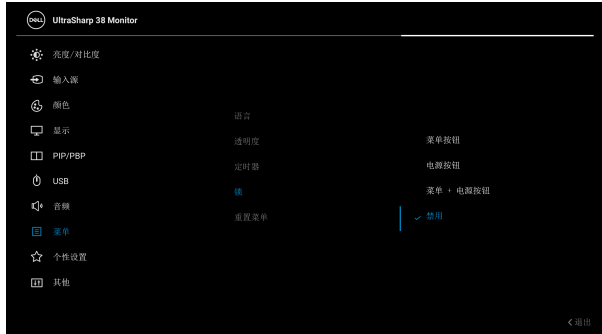 DELL UltraSharp 38 Monitor
亮度/对比度
输入源
颜色
显示
PIP/PBP
USB
音频
菜单
个性设置
其他
语言
透明度
定时器
锁
重置菜单
菜单按钮
电源按钮
菜单 + 电源按钮
禁用
退出